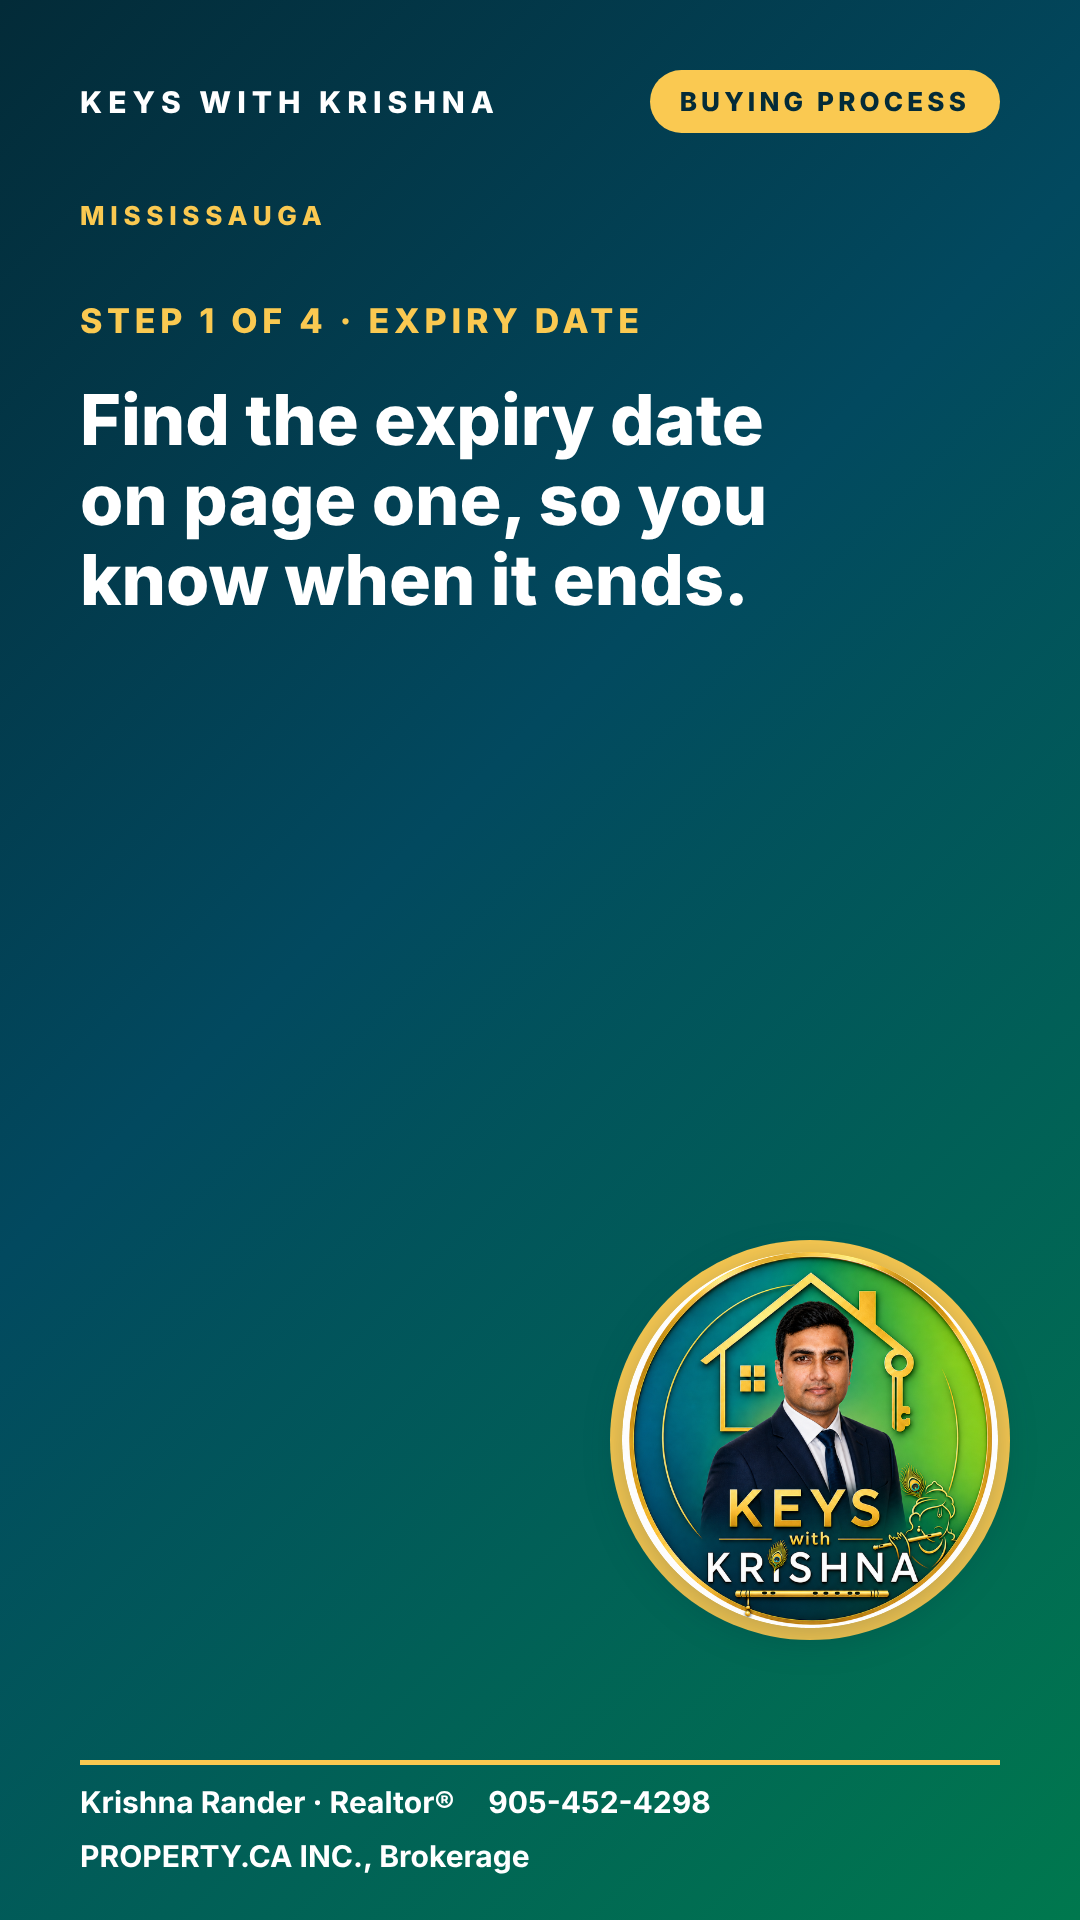 KEYS WITH KRISHNA
BUYING PROCESS
MISSISSAUGA
STEP 1 OF 4 · EXPIRY DATE
Find the expiry date
on page one, so you
know when it ends.
KEYS
with
KRISHNA
Krishna Rander · Realtor® 905-452-4298
PROPERTY.CA INC., Brokerage